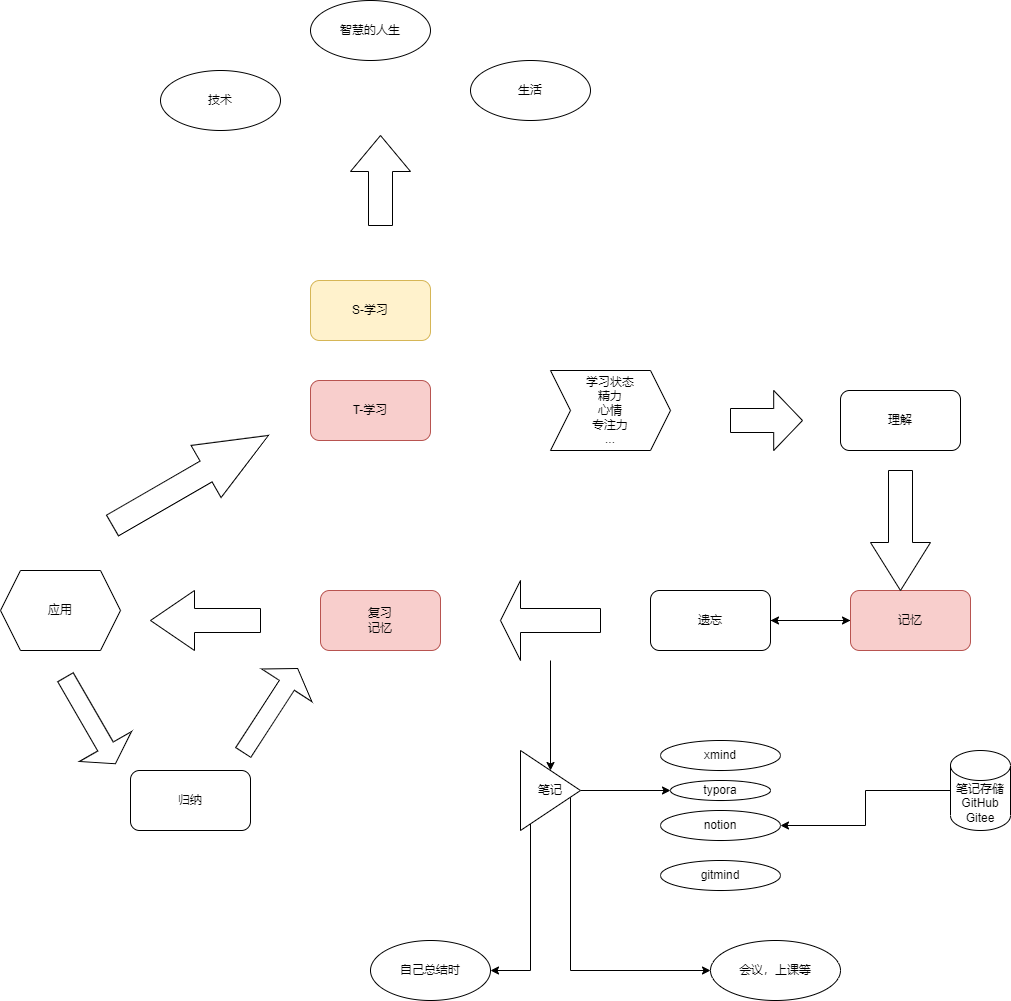 智慧的人生
技术
生活
S-学习
T-学习
学习状态
精力
心情
专注力
...
理解
应用
复习
记忆
遗忘
记忆
归纳
笔记
xmind
typora
notion
gitmind
笔记存储
GitHub
Gitee
自己总结时
会议，上课等